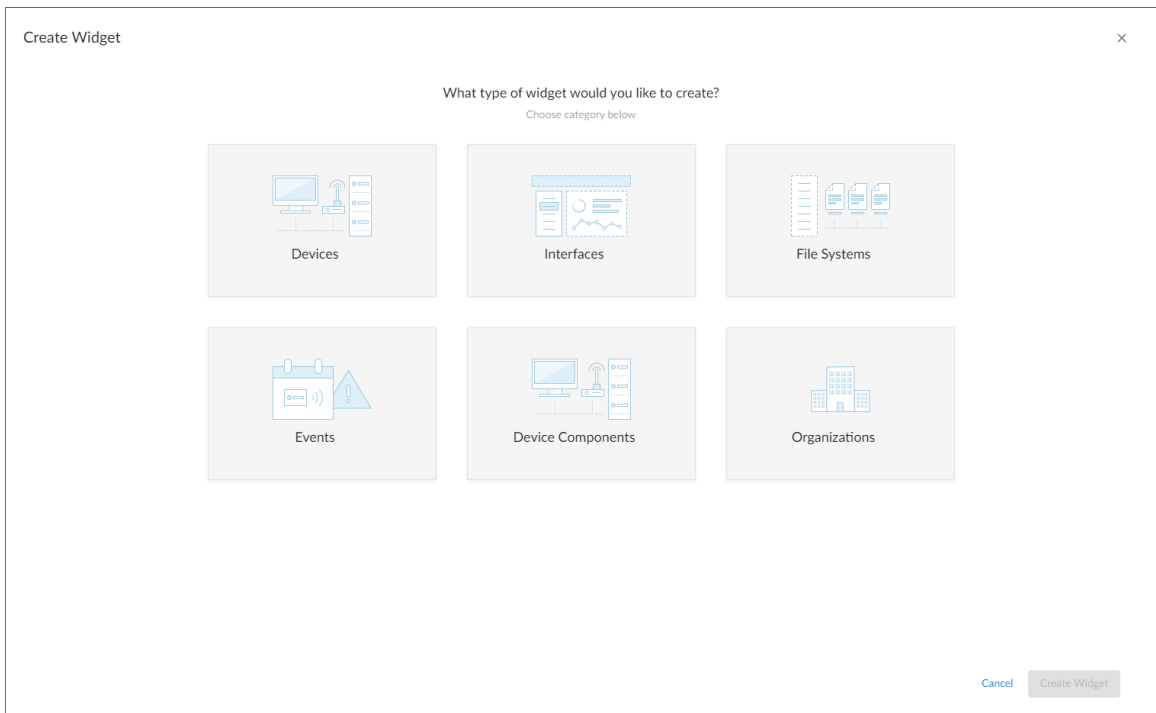 Create Widget
What type of widget would you like to create?
Choose category below
Devices
Interfaces
File Systems
Events
Device Components
Organizations
Cancel
Create Widget